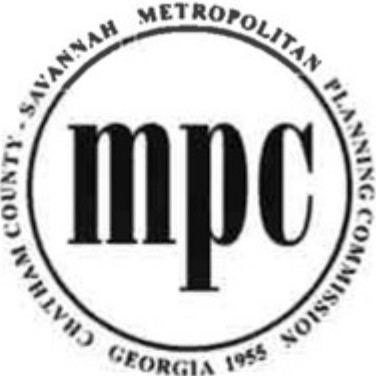 CHATHAM COUNTY - SAVANNAH METROPOLITAN PLANNING COMMISSION
mpc
GEORGIA 1955